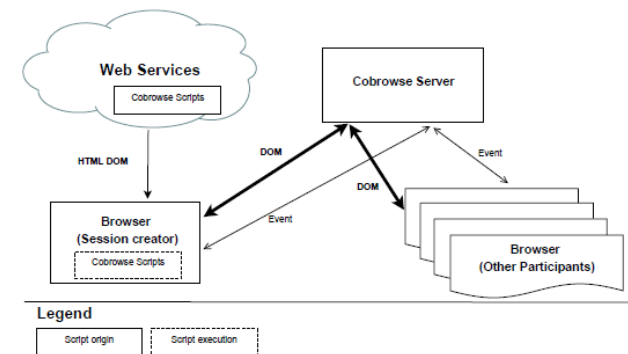 Web Services
Cobrowse Scripts
Cobrowse Server
HTML DOM
DOM
Event
DOM
Event
Browser
(Session creator)
Cobrowse Scripts
Browser
(Other Participants)
Legend
Script origin
Script execution